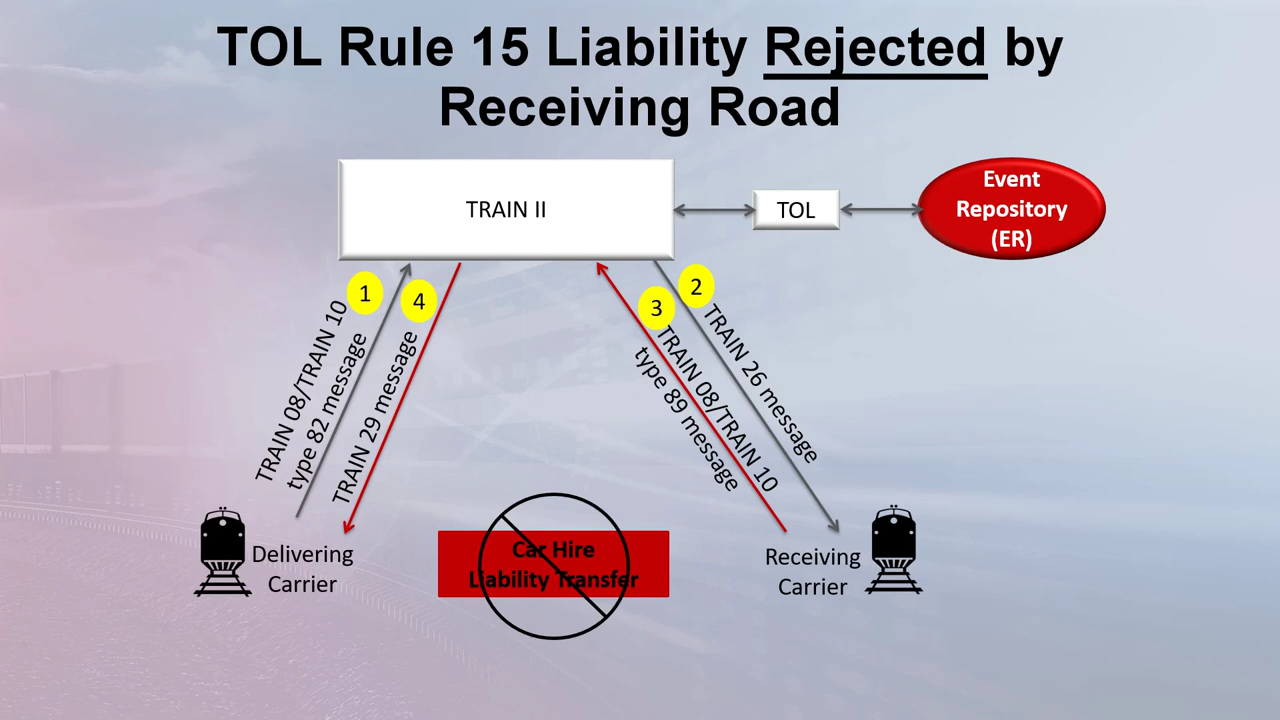 TOL Rule 15 Liability Rejected by
Receiving Road
TRAIN II
TOL
Event
Repository
(ER)
1
4
3
2
TRAIN 08/TRAIN 10
type 82 message
TRAIN 29 message
TRAIN 08/TRAIN 10
type 89 message
TRAIN 26 message
Delivering
Carrier
Car Hire
Liability Transfer
Receiving
Carrier